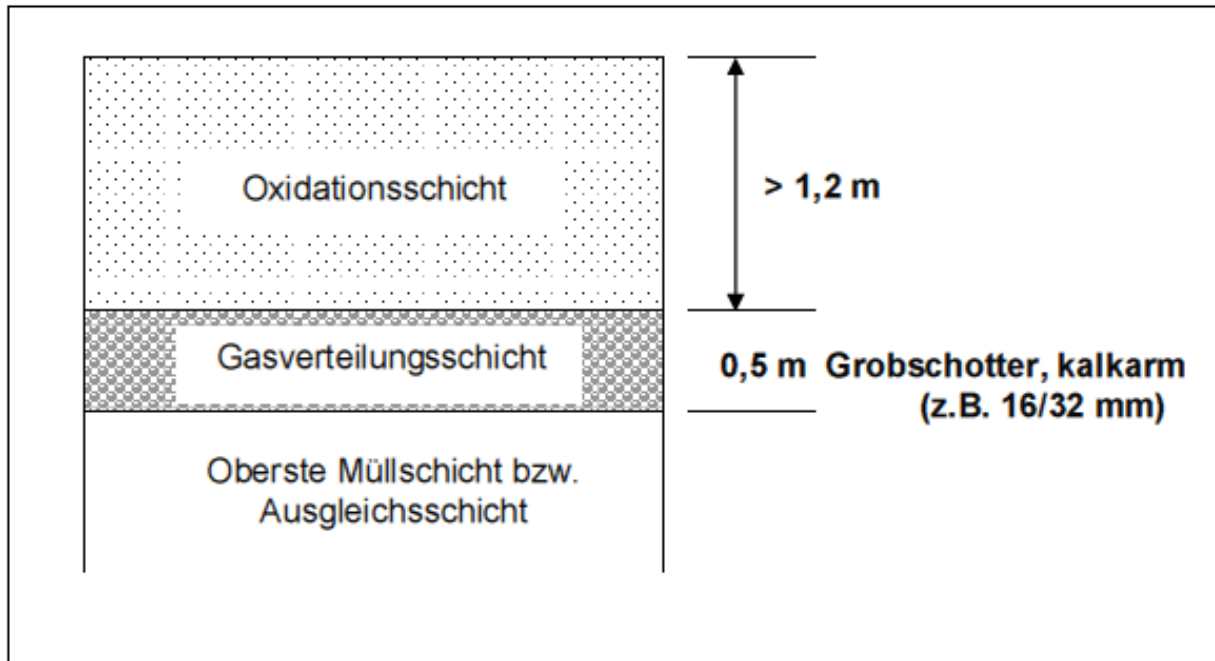 Oxidationsschicht
> 1,2 m
Gasverteilungsschicht
0,5 m Grobschotter, kalkarm
(z.B. 16/32 mm)
Oberste Müllschicht bzw.
Ausgleichsschicht